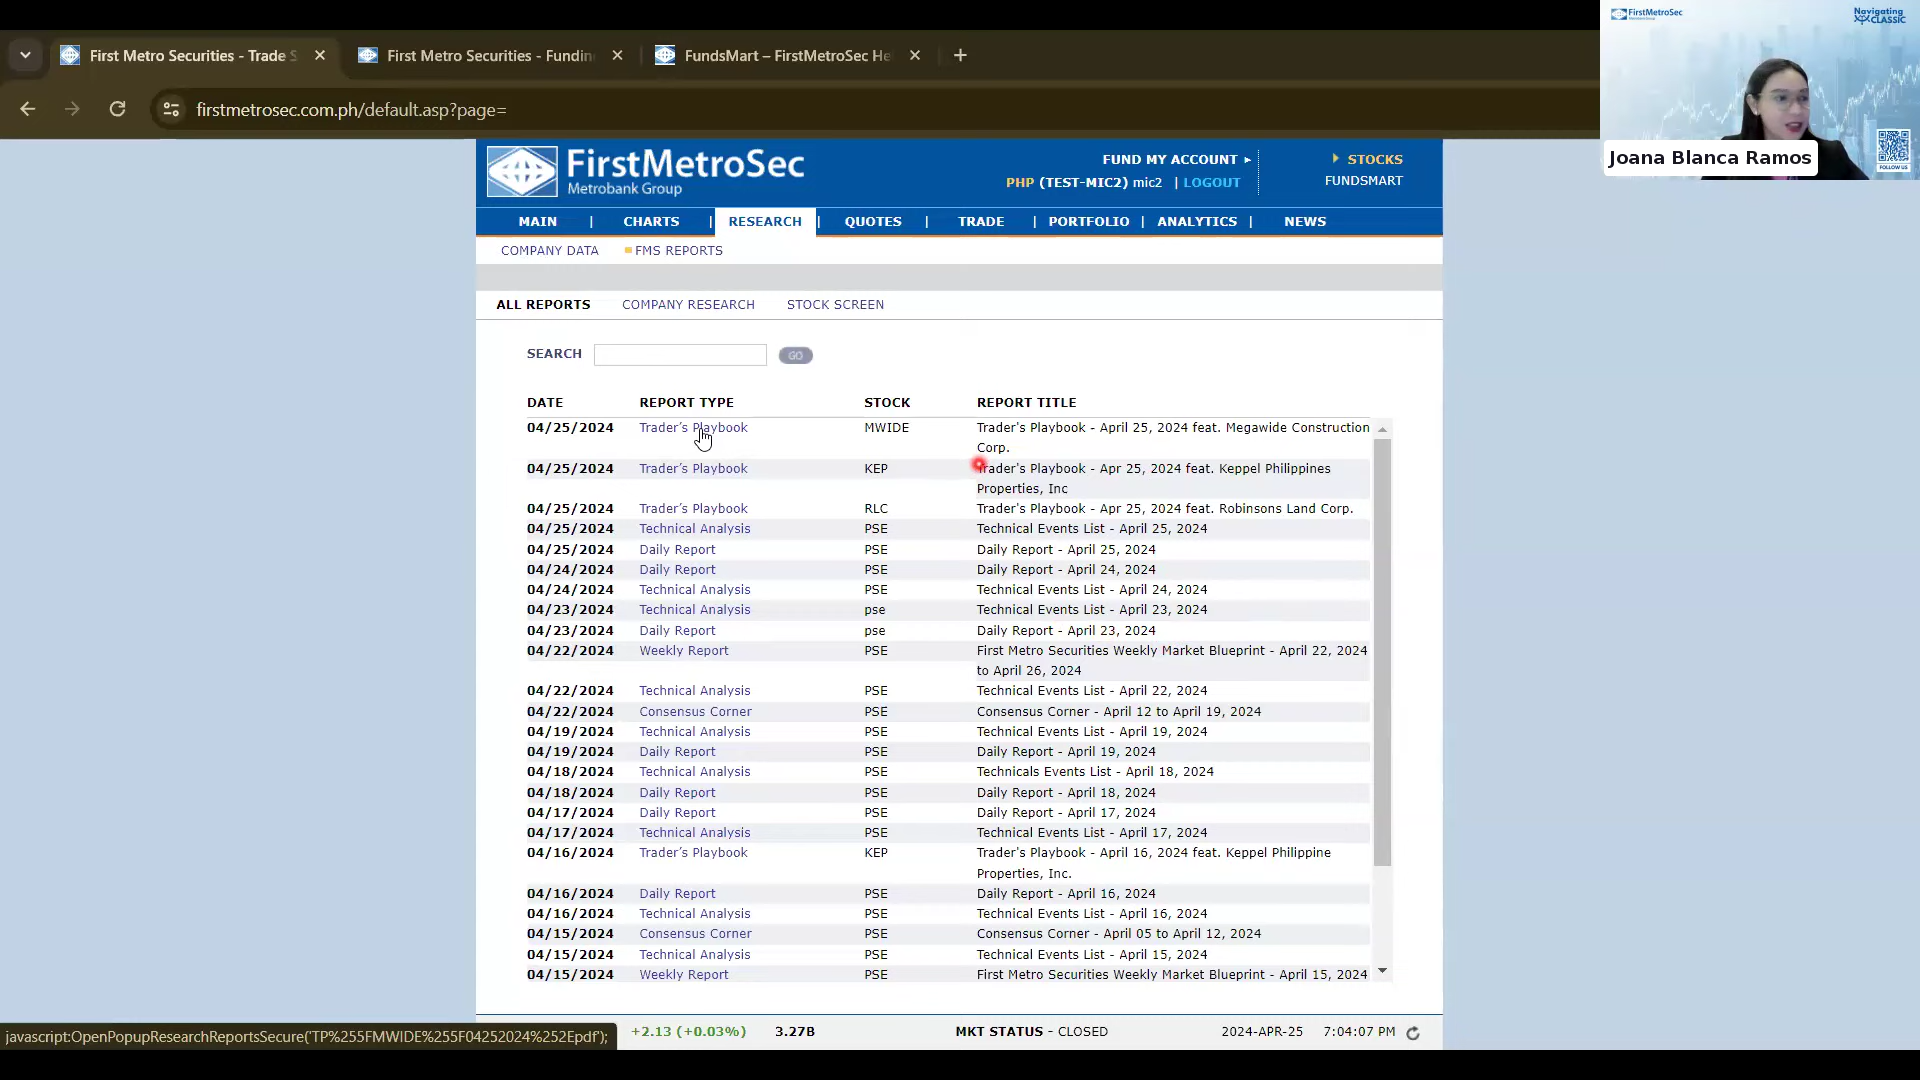 First Metro Securities - Trade S
First Metro Securities - Fundin
FundsMart – FirstMetroSec He
firstmetrosec.com.ph/default.asp?page=
FirstMetroSec
Navigating
CLASSIC
Joana Blanca Ramos
FOLLOW US
FirstMetroSec
Metrobank Group
FUND MY ACCOUNT
STOCKS
PHP (TEST-MIC2) mic2 | LOGOUT
FUNDSMART
MAIN | CHARTS | RESEARCH | QUOTES | TRADE | PORTFOLIO | ANALYTICS | NEWS
COMPANY DATA FMS REPORTS
ALL REPORTS COMPANY RESEARCH STOCK SCREEN
SEARCH GO
DATE REPORT TYPE STOCK REPORT TITLE
04/25/2024 Trader's Playbook MWIDE Trader's Playbook - April 25, 2024 feat. Megawide Construction
Corp.
04/25/2024 Trader's Playbook KEP Trader's Playbook - Apr 25, 2024 feat. Keppel Philippines
Properties, Inc
04/25/2024 Trader's Playbook RLC Trader's Playbook - Apr 25, 2024 feat. Robinsons Land Corp.
04/25/2024 Technical Analysis PSE Technical Events List - April 25, 2024
04/25/2024 Daily Report PSE Daily Report - April 25, 2024
04/24/2024 Daily Report PSE Daily Report - April 24, 2024
04/24/2024 Technical Analysis PSE Technical Events List - April 24, 2024
04/23/2024 Technical Analysis pse Technical Events List - April 23, 2024
04/23/2024 Daily Report pse Daily Report - April 23, 2024
04/22/2024 Weekly Report PSE First Metro Securities Weekly Market Blueprint - April 22, 2024
to April 26, 2024
04/22/2024 Technical Analysis PSE Technical Events List - April 22, 2024
04/22/2024 Consensus Corner PSE Consensus Corner - April 12 to April 19, 2024
04/19/2024 Technical Analysis PSE Technical Events List - April 19, 2024
04/19/2024 Daily Report PSE Daily Report - April 19, 2024
04/18/2024 Technical Analysis PSE Technicals Events List - April 18, 2024
04/18/2024 Daily Report PSE Daily Report - April 18, 2024
04/17/2024 Daily Report PSE Daily Report - April 17, 2024
04/17/2024 Technical Analysis PSE Technical Events List - April 17, 2024
04/16/2024 Trader's Playbook KEP Trader's Playbook - April 16, 2024 feat. Keppel Philippine
Properties, Inc.
04/16/2024 Daily Report PSE Daily Report - April 16, 2024
04/16/2024 Technical Analysis PSE Technical Events List - April 16, 2024
04/15/2024 Consensus Corner PSE Consensus Corner - April 05 to April 12, 2024
04/15/2024 Technical Analysis PSE Technical Events List - April 15, 2024
04/15/2024 Weekly Report PSE First Metro Securities Weekly Market Blueprint - April 15, 2024
javascript:OpenPopupResearchReportsSecure('TP%255FMWIDE%255F04252024%252Epdf');
+2.13 (+0.03%) 3.27B MKT STATUS - CLOSED 2024-APR-25 7:04:07 PM